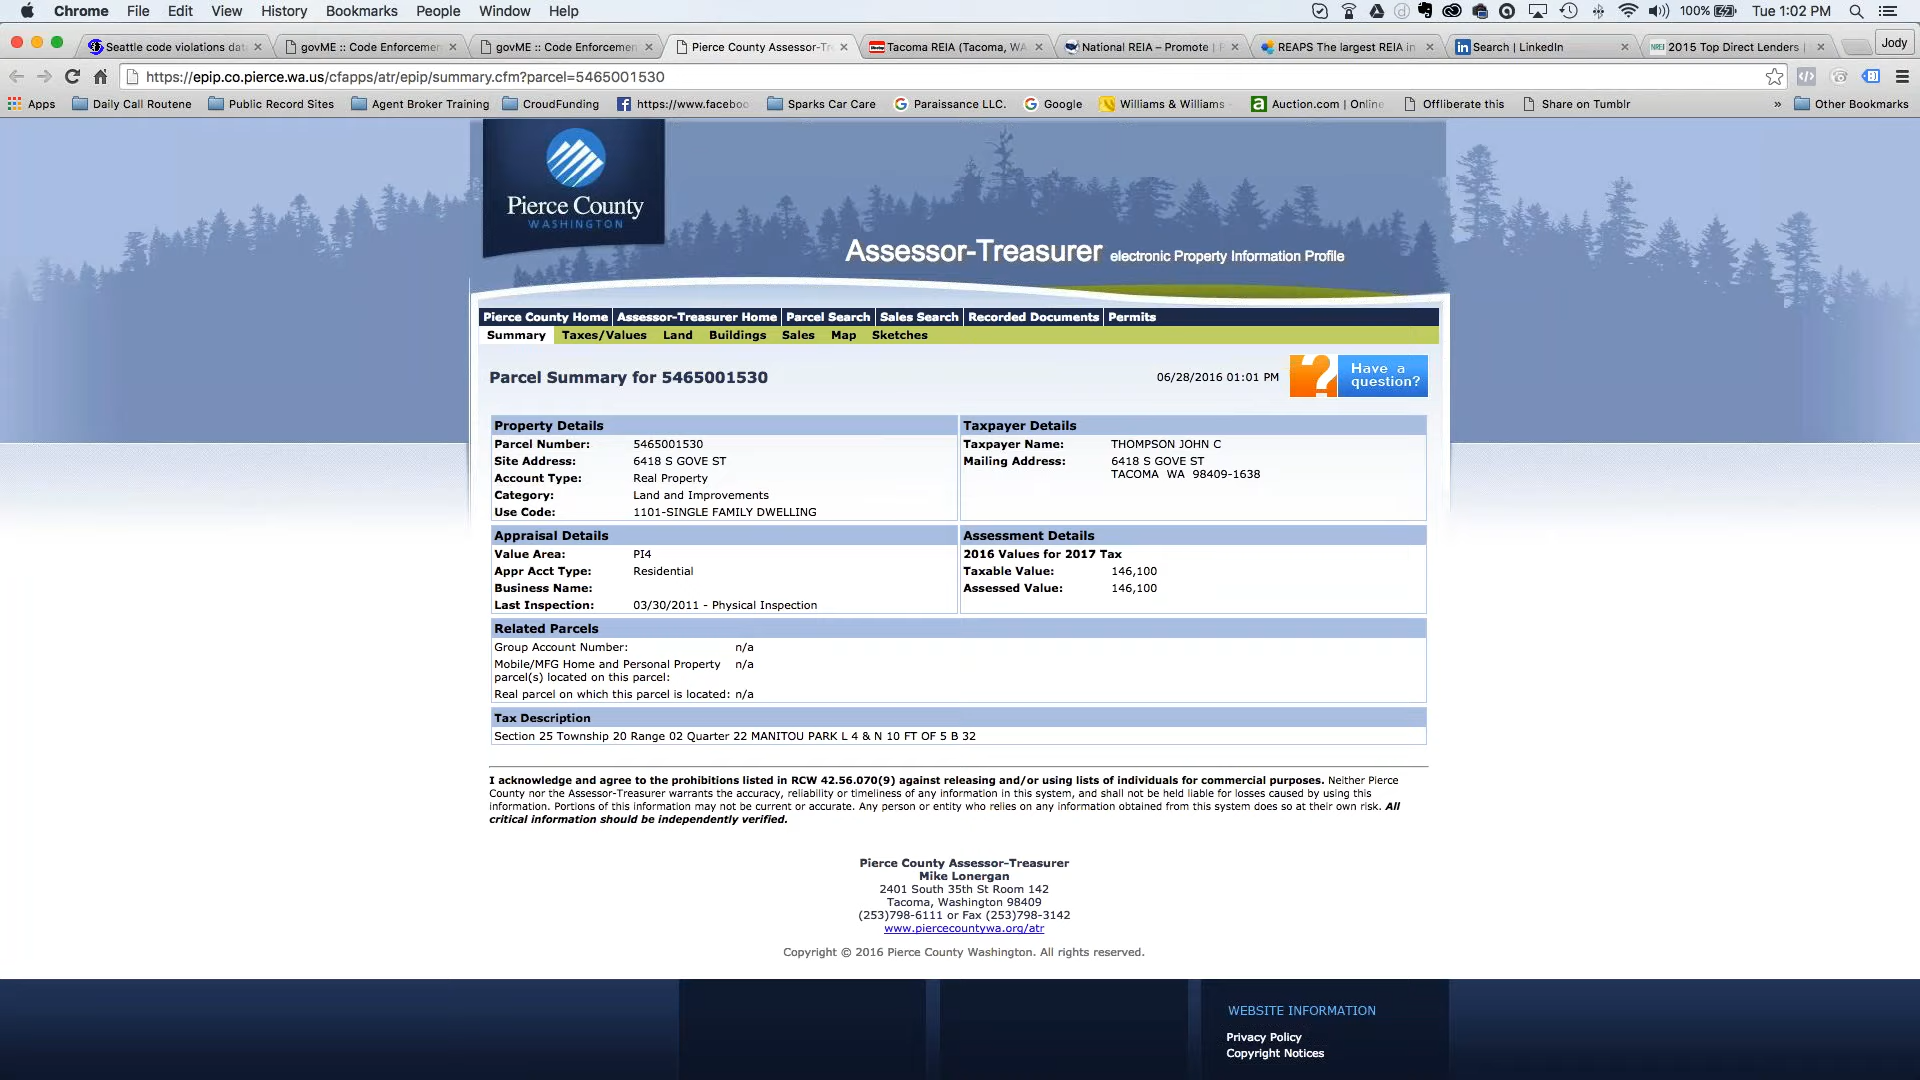 Chrome File Edit View History Bookmarks People Window Help 100% Tue 1:02 PM
Seattle code violations dat govME :: Code Enforcemen govME :: Code Enforcemen Pierce County Assessor-Tr Tacoma REIA (Tacoma, WA National REIA – Promote | REAPS The largest REIA in Search | LinkedIn 2015 Top Direct Lenders | Jody
https://epip.co.pierce.wa.us/cfapps/atr/epip/summary.cfm?parcel=5465001530
Apps Daily Call Routene Public Record Sites Agent Broker Training CroudFunding https://www.faceboo Sparks Car Care Paraissance LLC. Google Williams & Williams Auction.com | Online Offliberate this Share on Tumblr » Other Bookmarks
Pierce County
WASHINGTON
Assessor-Treasurer electronic Property Information Profile
Pierce County Home Assessor-Treasurer Home Parcel Search Sales Search Recorded Documents Permits
Summary Taxes/Values Land Buildings Sales Map Sketches
Parcel Summary for 5465001530
06/28/2016 01:01 PM
Have a
question?
Property Details
Parcel Number: 5465001530
Site Address: 6418 S GOVE ST
Account Type: Real Property
Category: Land and Improvements
Use Code: 1101-SINGLE FAMILY DWELLING
Taxpayer Details
Taxpayer Name: THOMPSON JOHN C
Mailing Address: 6418 S GOVE ST
TACOMA WA 98409-1638
Appraisal Details
Value Area: PI4
Appr Acct Type: Residential
Business Name:
Last Inspection: 03/30/2011 - Physical Inspection
Assessment Details
2016 Values for 2017 Tax
Taxable Value: 146,100
Assessed Value: 146,100
Related Parcels
Group Account Number: n/a
Mobile/MFG Home and Personal Property n/a
parcel(s) located on this parcel:
Real parcel on which this parcel is located: n/a
Tax Description
Section 25 Township 20 Range 02 Quarter 22 MANITOU PARK L 4 & N 10 FT OF 5 B 32
I acknowledge and agree to the prohibitions listed in RCW 42.56.070(9) against releasing and/or using lists of individuals for commercial purposes. Neither Pierce
County nor the Assessor-Treasurer warrants the accuracy, reliability or timeliness of any information in this system, and shall not be held liable for losses caused by using this
information. Portions of this information may not be current or accurate. Any person or entity who relies on any information obtained from this system does so at their own risk. All
critical information should be independently verified.
Pierce County Assessor-Treasurer
Mike Lonergan
2401 South 35th St Room 142
Tacoma, Washington 98409
(253)798-6111 or Fax (253)798-3142
www.piercecountywa.org/atr
Copyright © 2016 Pierce County Washington. All rights reserved.
WEBSITE INFORMATION
Privacy Policy
Copyright Notices